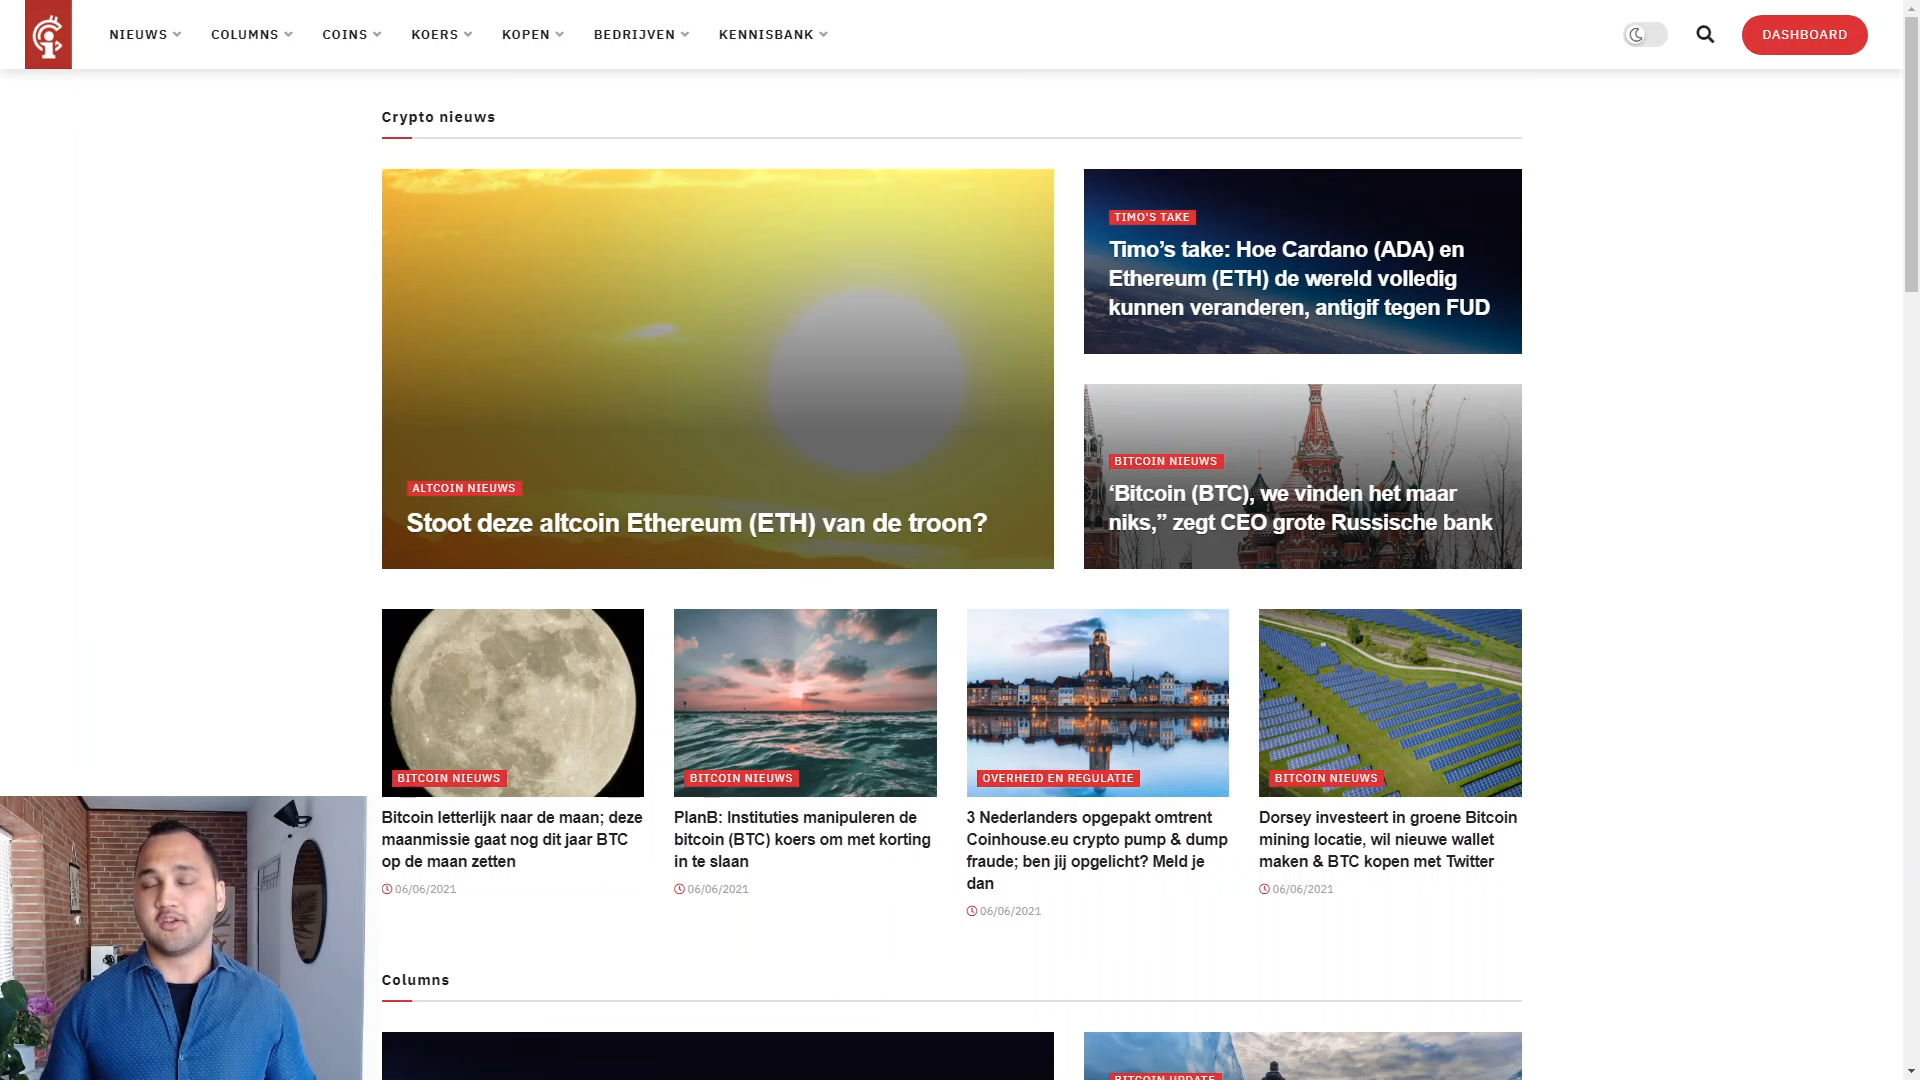 NIEUWS
COLUMNS
COINS
KOERS
KOPEN
BEDRIJVEN
KENNISBANK
DASHBOARD
Crypto nieuws
ALTCOIN NIEUWS
Stoot deze altcoin Ethereum (ETH) van de troon?
TIMO'S TAKE
Timo’s take: Hoe Cardano (ADA) en
Ethereum (ETH) de wereld volledig
kunnen veranderen, antigif tegen FUD
BITCOIN NIEUWS
‘Bitcoin (BTC), we vinden het maar
niks,” zegt CEO grote Russische bank
BITCOIN NIEUWS
Bitcoin letterlijk naar de maan; deze
maanmissie gaat nog dit jaar BTC
op de maan zetten
06/06/2021
BITCOIN NIEUWS
PlanB: Instituties manipuleren de
bitcoin (BTC) koers om met korting
in te slaan
06/06/2021
OVERHEID EN REGULATIE
3 Nederlanders opgepakt omtrent
Coinhouse.eu crypto pump & dump
fraude; ben jij opgelicht? Meld je
dan
06/06/2021
BITCOIN NIEUWS
Dorsey investeert in groene Bitcoin
mining locatie, wil nieuwe wallet
maken & BTC kopen met Twitter
06/06/2021
Columns
BITCOIN UPDATE